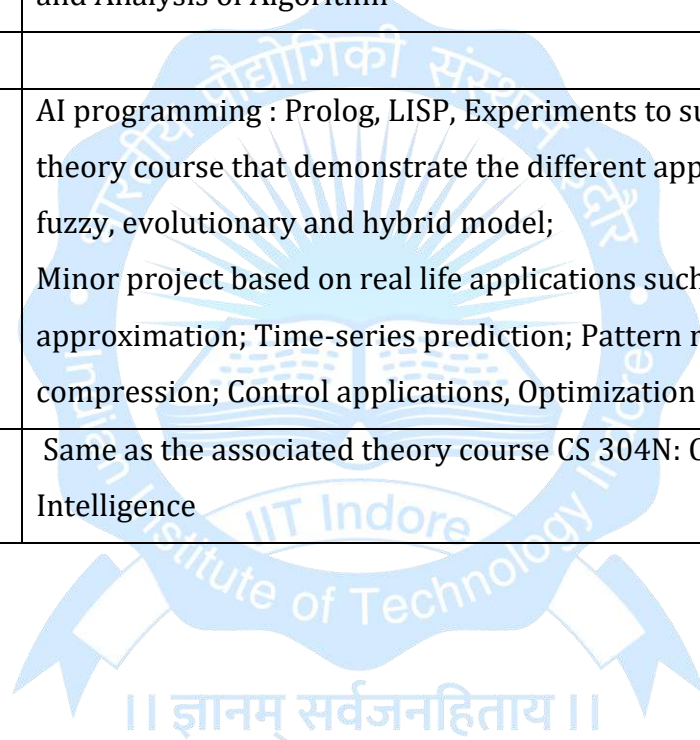 and Analysis of Algorithm
AI programming : Prolog, LISP, Experiments to su
theory course that demonstrate the different app
fuzzy, evolutionary and hybrid model;
Minor project based on real life applications such
approximation; Time-series prediction; Pattern
compression; Control applications, Optimization
Same as the associated theory course CS 304N: C
Intelligence
भारतीय प्रौद्योगिकी संस्थान इंदौर
Indian Institute of Technology Indore
IIT Indore
।। ज्ञानम् सर्वजनहिताय ।।